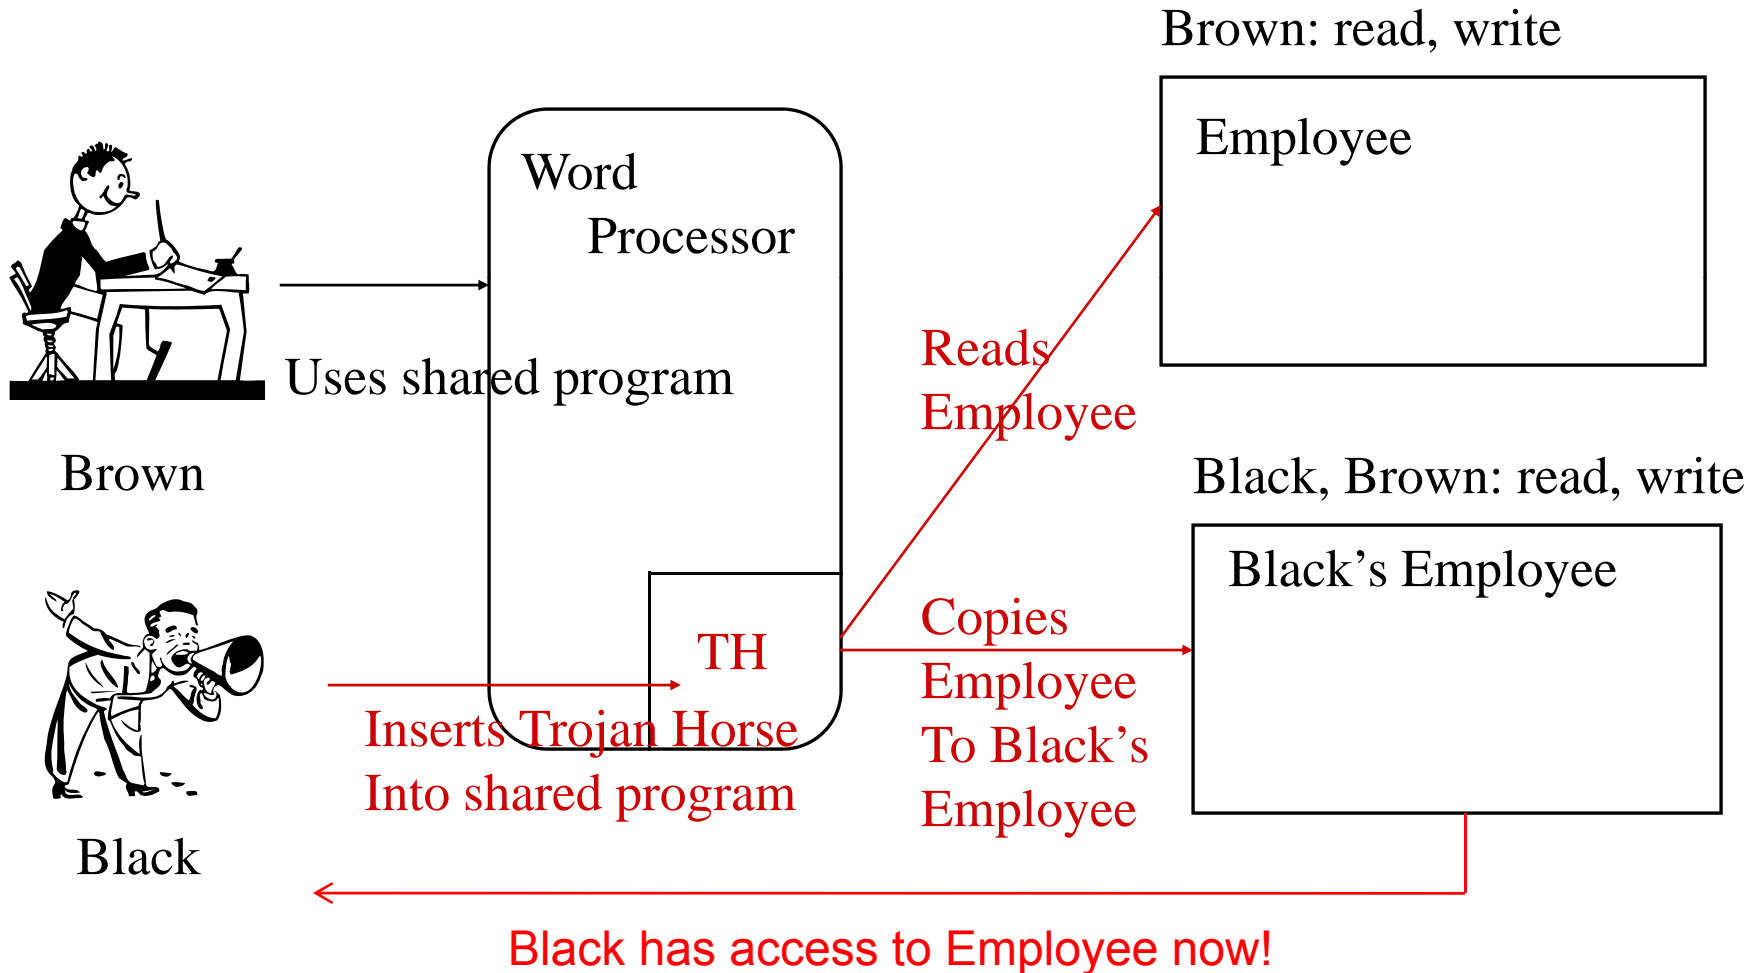 Brown: read, write
Employee
Word
Processor
Uses shared program
Brown
Reads
Employee
Black, Brown: read, write
Black’s Employee
TH
Copies
Employee
To Black’s
Employee
Inserts Trojan Horse
Into shared program
Black
Black has access to Employee now!